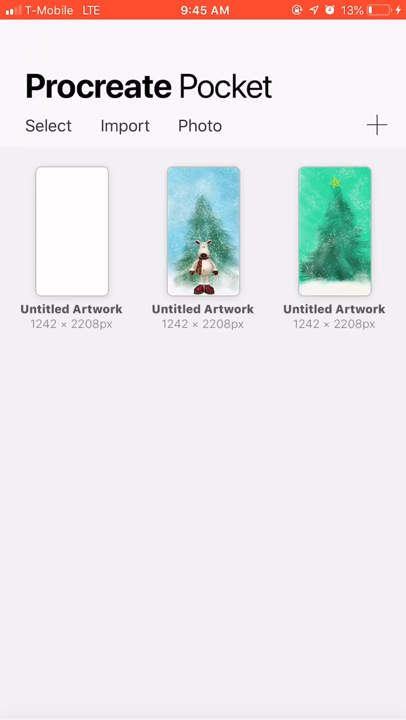 T-Mobile LTE 9:45 AM 13%
Procreate Pocket
Select Import Photo
Untitled Artwork Untitled Artwork Untitled Artwork
1242 × 2208px 1242 × 2208px 1242 × 2208px